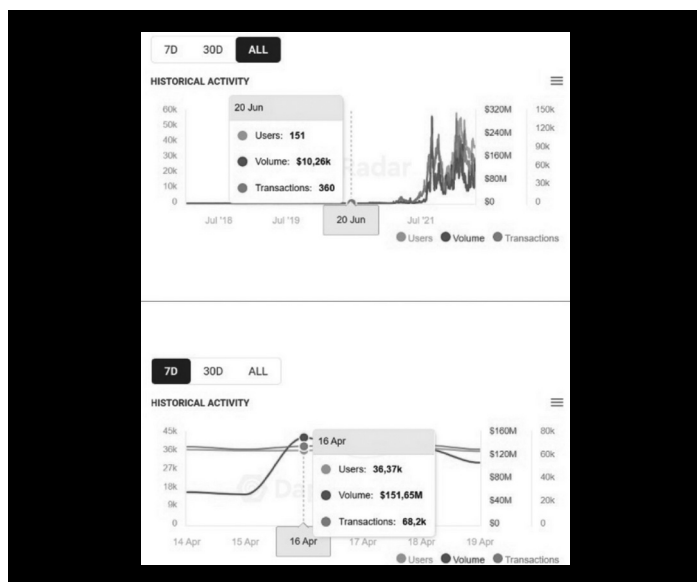 7D 30D ALL
HISTORICAL ACTIVITY
20 Jun
Users: 151
Volume: $10,26k
Transactions: 360
60k
50k
40k
30k
20k
10k
0
$320M
$240M
$160M
$80M
$0
150k
120k
90k
60k
30k
0
Radar
Jul '18 Jul '19 20 Jun Jul '21
Users Volume Transactions
7D 30D ALL
HISTORICAL ACTIVITY
16 Apr
Users: 36,37k
Volume: $151,65M
Transactions: 68,2k
45k
36k
27k
18k
9k
0
$160M
$120M
$80M
$40M
$0
80k
60k
40k
20k
0
Da
14 Apr 15 Apr 16 Apr 17 Apr 18 Apr 19 Apr
Users Volume Transactions